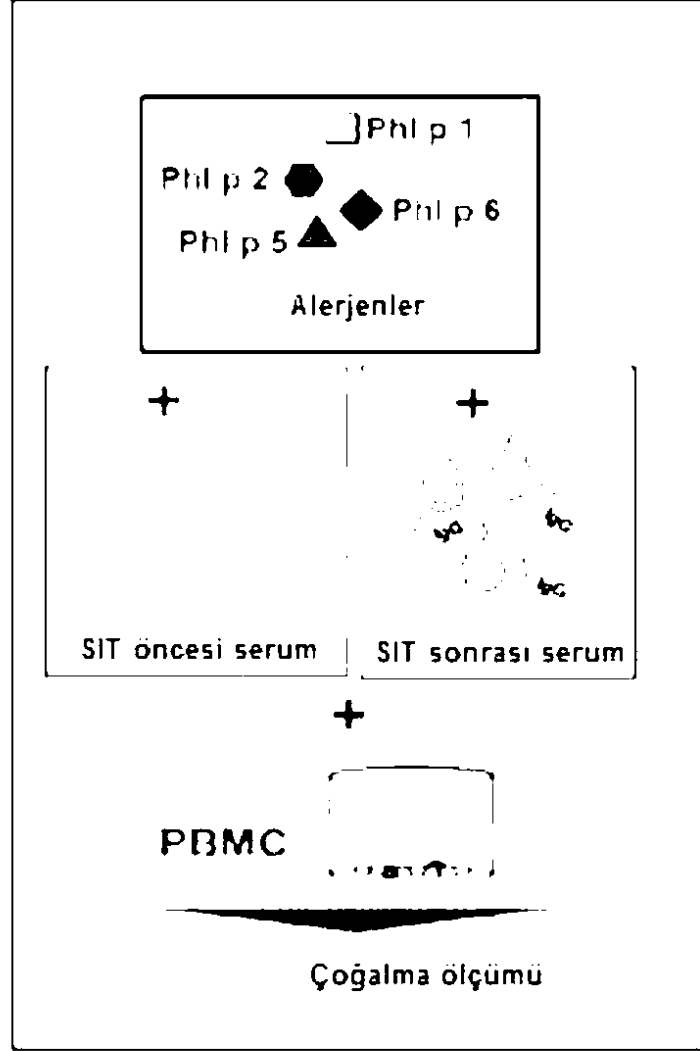 Phl p 1
Phl p 2
Phl p 6
Phl p 5
Alerjenler
+
+
SIT öncesi serum
SIT sonrası serum
+
PBMC
Çoğalma ölçümü